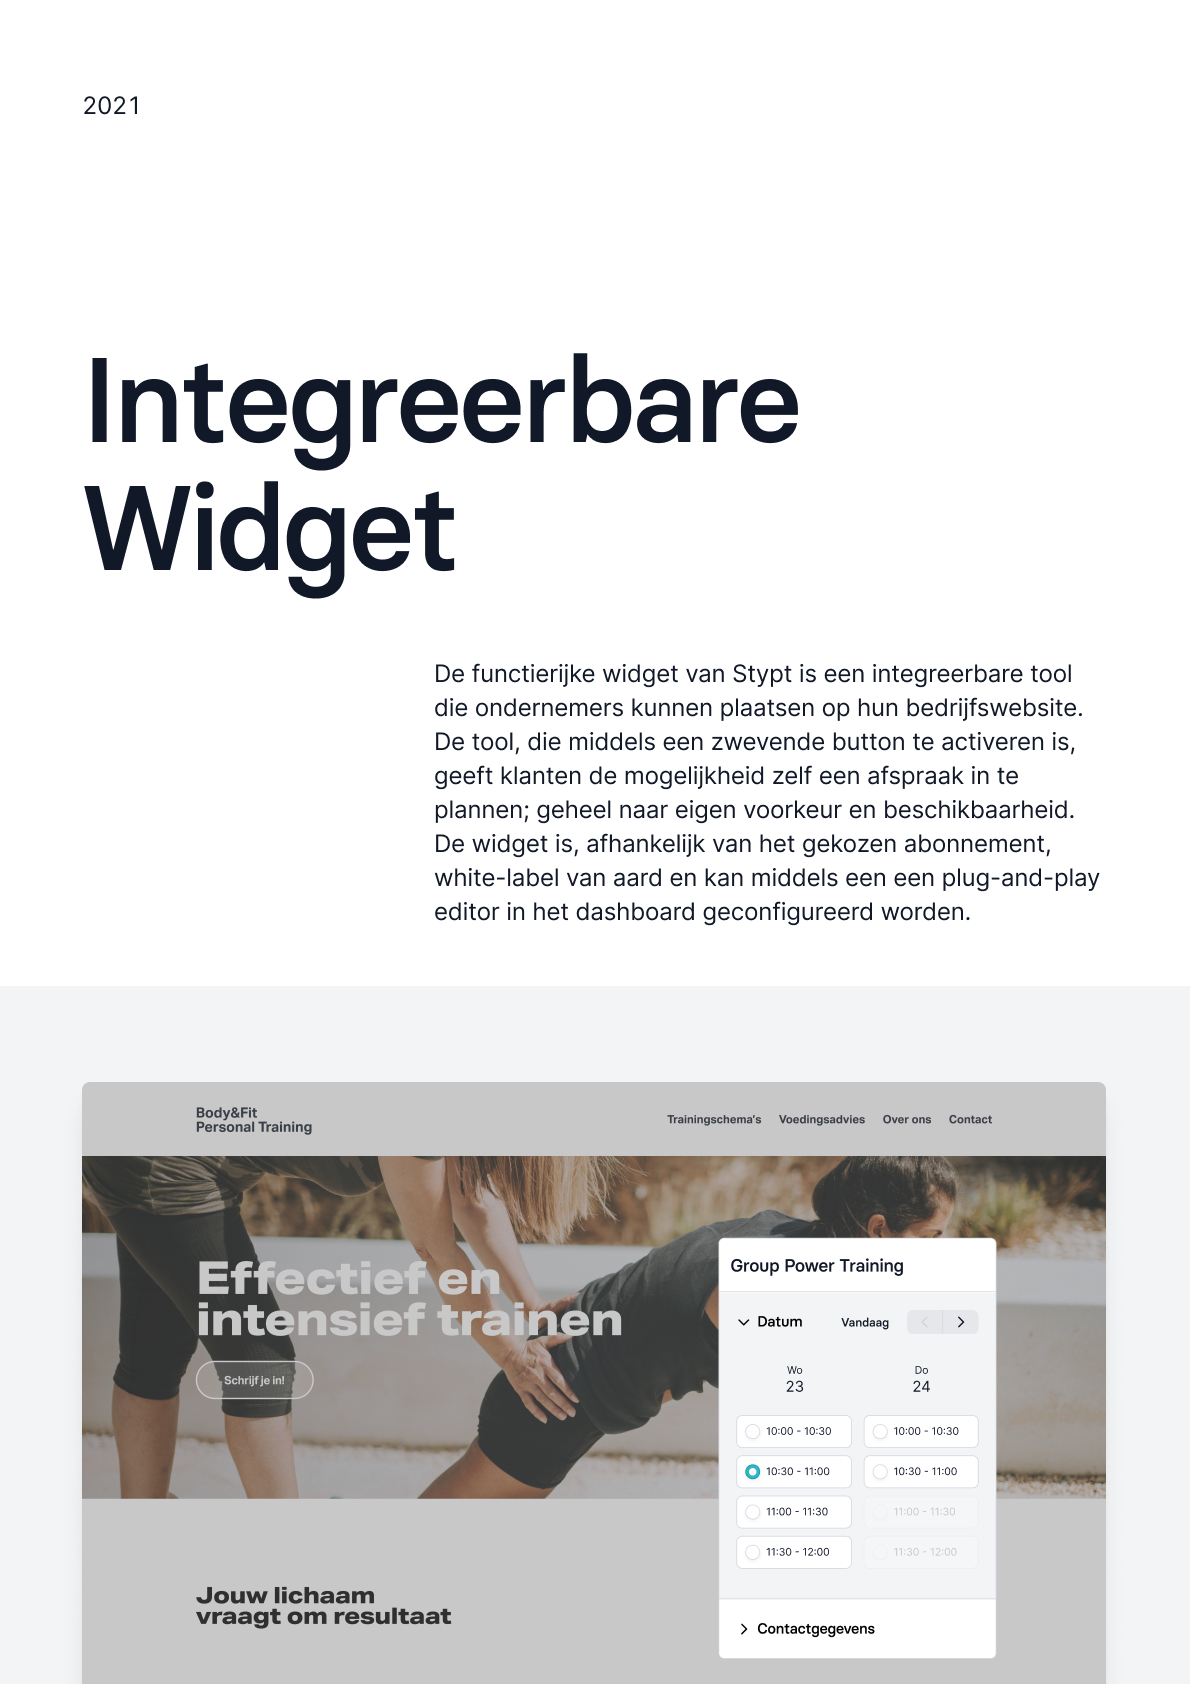 2021
Integreerbare
Widget
De functierijke widget van Stypt is een integreerbare tool
die ondernemers kunnen plaatsen op hun bedrijfswebsite.
De tool, die middels een zwevende button te activeren is,
geeft klanten de mogelijkheid zelf een afspraak in te
plannen; geheel naar eigen voorkeur en beschikbaarheid.
De widget is, afhankelijk van het gekozen abonnement,
white-label van aard en kan middels een een plug-and-play
editor in het dashboard geconfigureerd worden.
Body&Fit
Personal Training
Trainingschema's Voedingsadvies Over ons Contact
Effectief en
intensief trainen
Schrijf je in!
Group Power Training
Datum Vandaag
Wo Do
23 24
10:00 - 10:30 10:00 - 10:30
10:30 - 11:00 10:30 - 11:00
11:00 - 11:30 11:00 - 11:30
11:30 - 12:00 11:30 - 12:00
Contactgegevens
Jouw lichaam
vraagt om resultaat